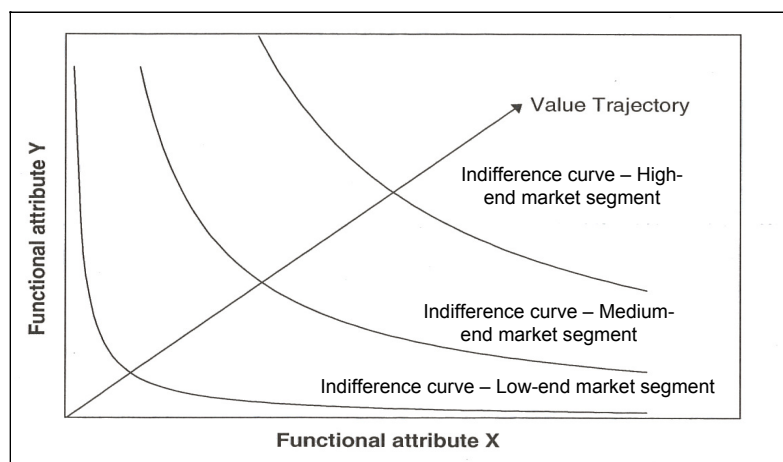 Value Trajectory
Indifference curve – High-
end market segment
Functional attribute Y
Indifference curve – Medium-
end market segment
Indifference curve – Low-end market segment
Functional attribute X